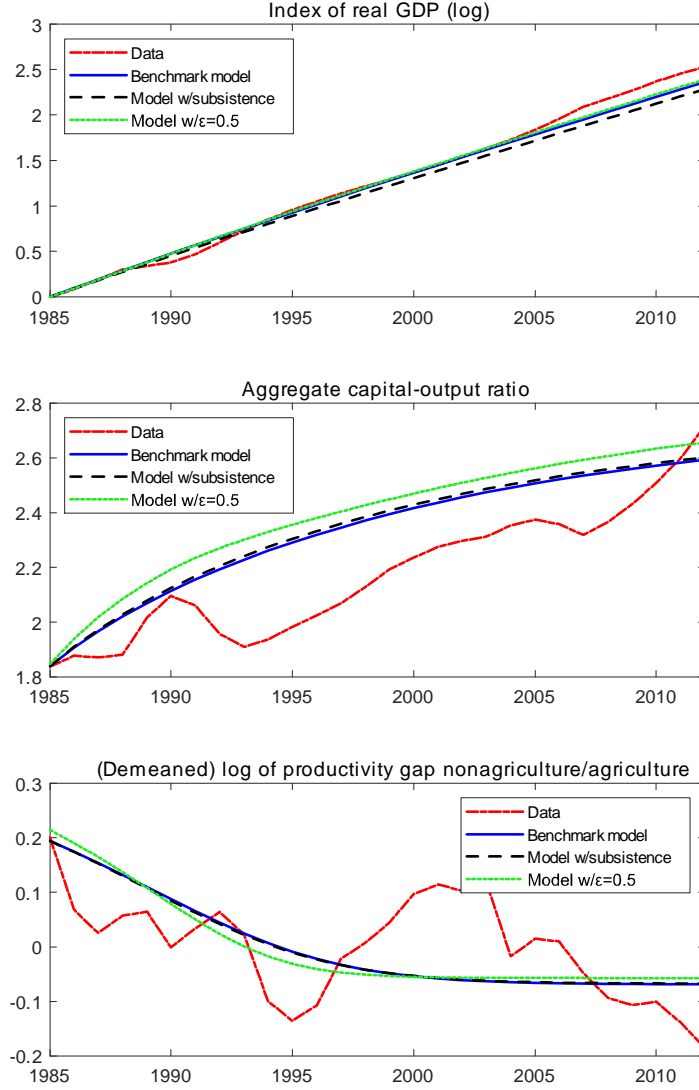 Index of real GDP (log)
3
2.5
2
1.5
1
0.5
0
Data
Benchmark model
Model w/subsistence
Model w/ε=0.5
1985 1990 1995 2000 2005 2010
Aggregate capital-output ratio
2.8
2.6
2.4
2.2
2
1.8
Data
Benchmark model
Model w/subsistence
Model w/ε=0.5
1985 1990 1995 2000 2005 2010
(Demeaned) log of productivity gap nonagriculture/agriculture
0.3
0.2
0.1
0
-0.1
-0.2
Data
Benchmark model
Model w/subsistence
Model w/ε=0.5
1985 1990 1995 2000 2005 2010